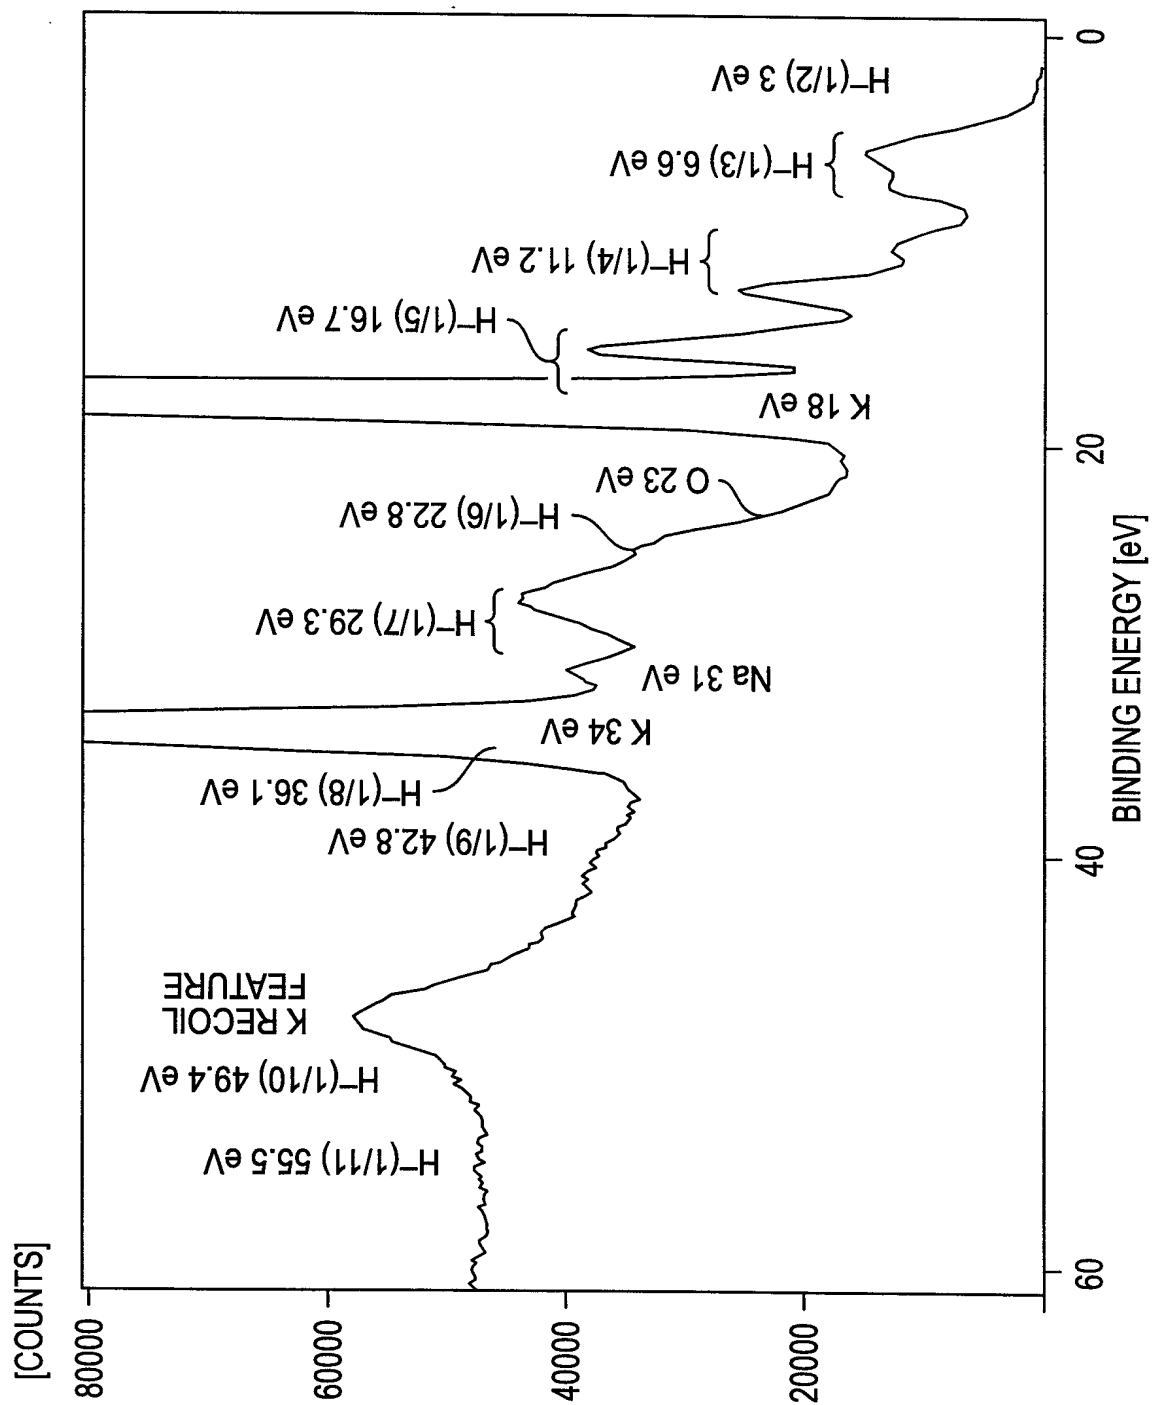 [COUNTS]
80000
60000
40000
20000
60
40
20
0
BINDING ENERGY [eV]
H–(1/11) 55.5 eV
H–(1/10) 49.4 eV
K RECOIL
FEATURE
H–(1/9) 42.8 eV
H–(1/8) 36.1 eV
K 34 eV
Na 31 eV
H–(1/7) 29.3 eV
H–(1/6) 22.8 eV
O 23 eV
K 18 eV
H–(1/5) 16.7 eV
H–(1/4) 11.2 eV
H–(1/3) 6.6 eV
H–(1/2) 3 eV